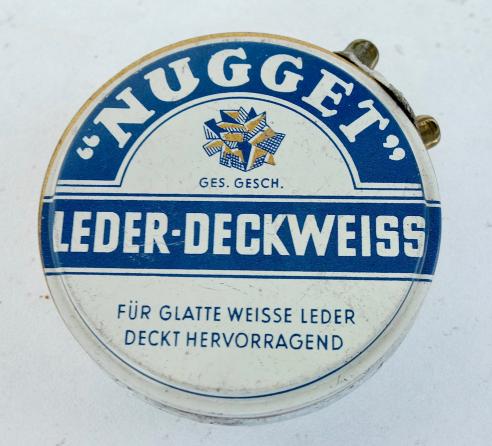 "NUGGET"
GES. GESCH.
LEDER-DECKWEISS
FÜR GLATTE WEISSE LEDER
DECKT HERVORRAGEND